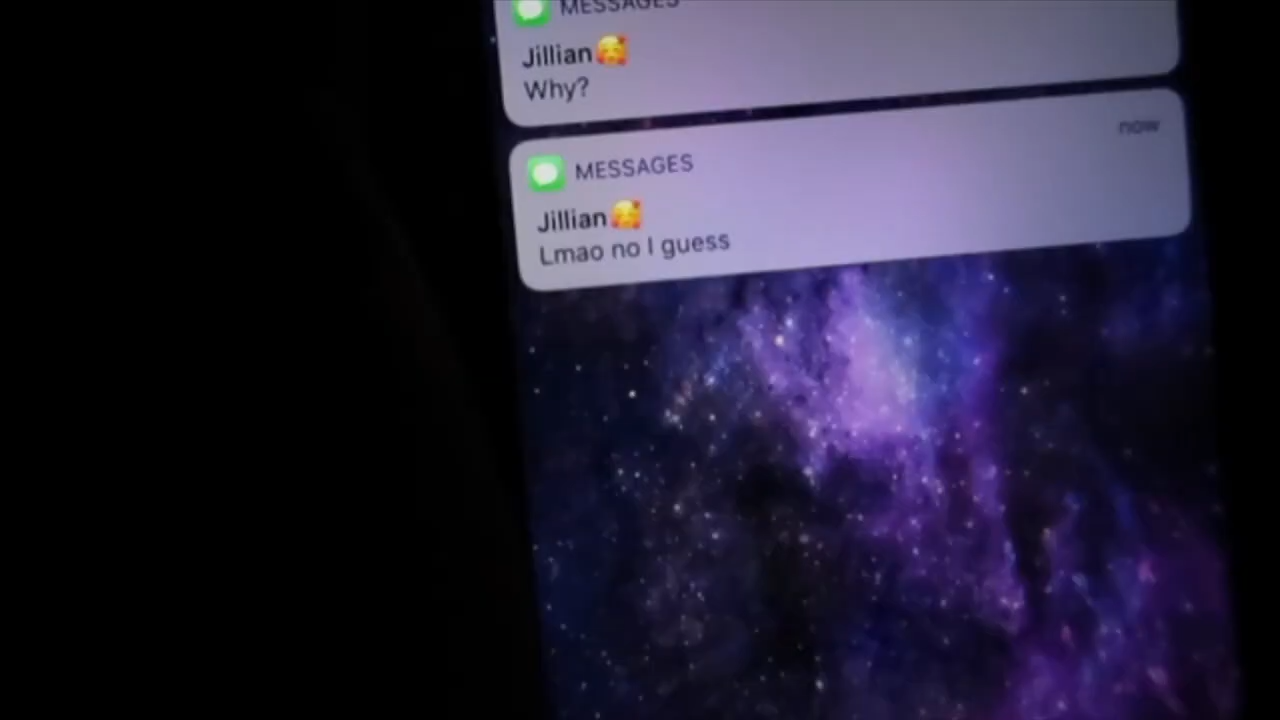 MESSAGES
Jillian🥰
Why?
now
MESSAGES
Jillian🥰
Lmao no I guess